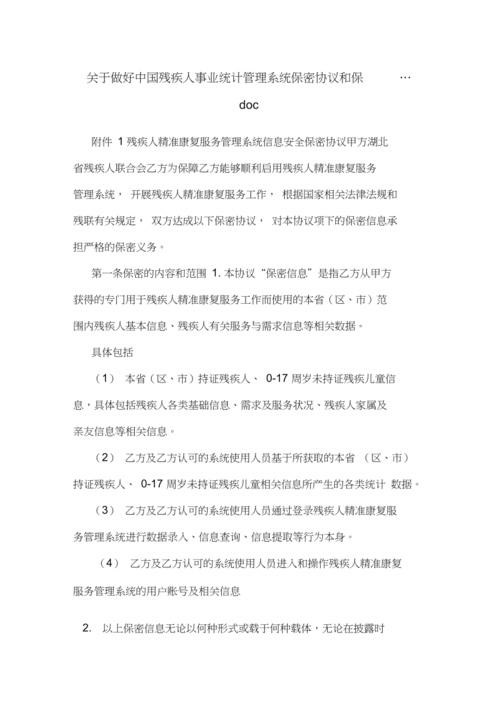 关于做好中国残疾人事业统计管理系统保密协议和保 …
doc
附件 1 残疾人精准康复服务管理系统信息安全保密协议甲方湖北
省残疾人联合会乙方为保障乙方能够顺利启用残疾人精准康复服务
管理系统， 开展残疾人精准康复服务工作， 根据国家相关法律法规和
残联有关规定， 双方达成以下保密协议， 对本协议项下的保密信息承
担严格的保密义务。
第一条保密的内容和范围 1. 本协议“保密信息”是指乙方从甲方
获得的专门用于残疾人精准康复服务工作而使用的本省（区、市）范
围内残疾人基本信息、残疾人有关服务与需求信息等相关数据。
具体包括
（1） 本省（区、市）持证残疾人、 0-17 周岁未持证残疾儿童信
息，具体包括残疾人各类基础信息、需求及服务状况、残疾人家属及
亲友信息等相关信息。
（2） 乙方及乙方认可的系统使用人员基于所获取的本省 （区、市）
持证残疾人、 0-17 周岁未持证残疾儿童相关信息所产生的各类统计 数据。
（3） 乙方及乙方认可的系统使用人员通过登录残疾人精准康复服
务管理系统进行数据录入、信息查询、信息提取等行为本身。
（4） 乙方及乙方认可的系统使用人员进入和操作残疾人精准康复
服务管理系统的用户账号及相关信息
2. 以上保密信息无论以何种形式或载于何种载体，无论在披露时